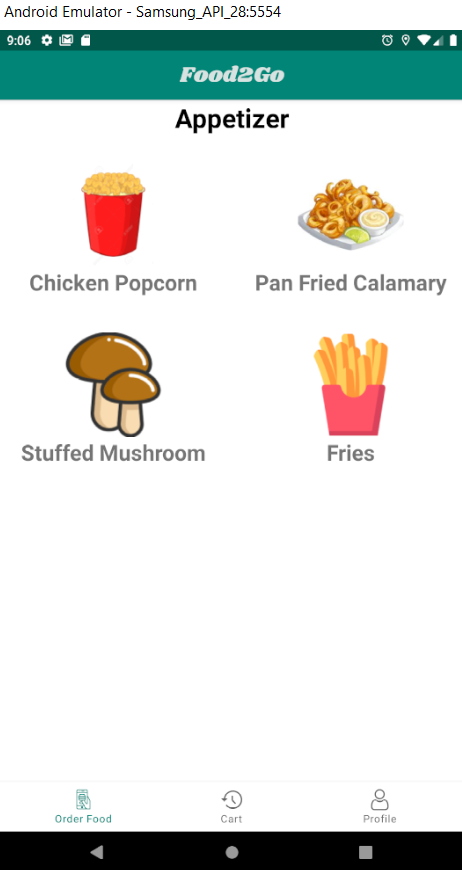 Android Emulator - Samsung_API_28:5554
9:06
Food2Go
Appetizer
Chicken Popcorn
Pan Fried Calamary
Stuffed Mushroom
Fries
Order Food
Cart
Profile